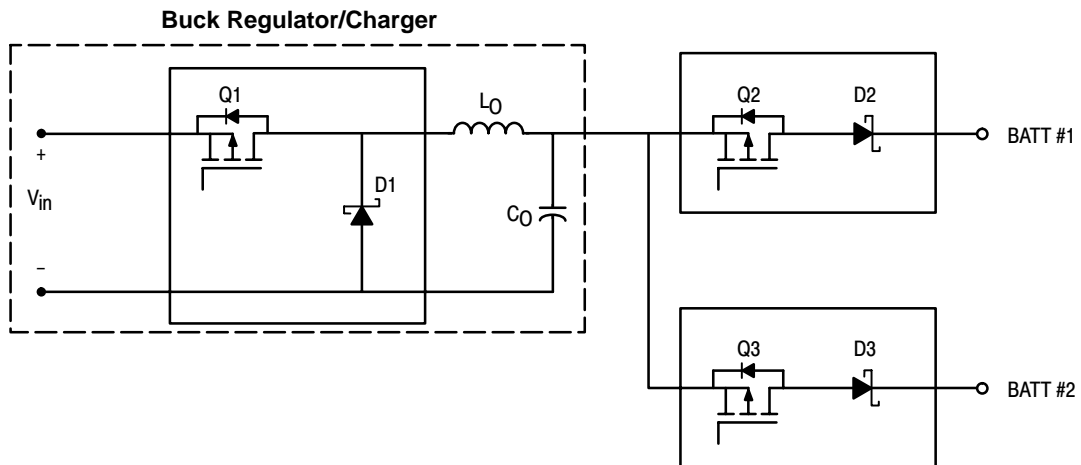 Buck Regulator/Charger
Q1
LO
Q2
D2
BATT #1
+
Vin
D1
CO
–
Q3
D3
BATT #2